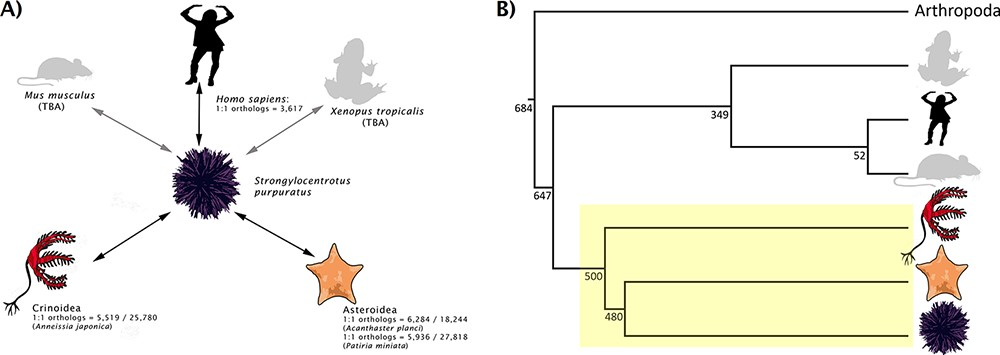 A)
Mus musculus
(TBA)
Homo sapiens:
1:1 orthologs = 3,617
Xenopus tropicalis
(TBA)
Strongylocentrotus
purpuratus
Crinoidea
1:1 orthologs = 5,519 / 25,780
(Anneissia japonica)
Asteroidea
1:1 orthologs = 6,284 / 18,244
(Acanthaster planci)
1:1 orthologs = 5,936 / 27,818
(Patiria miniata)
B)
Arthropoda
684
349
52
647
500
480